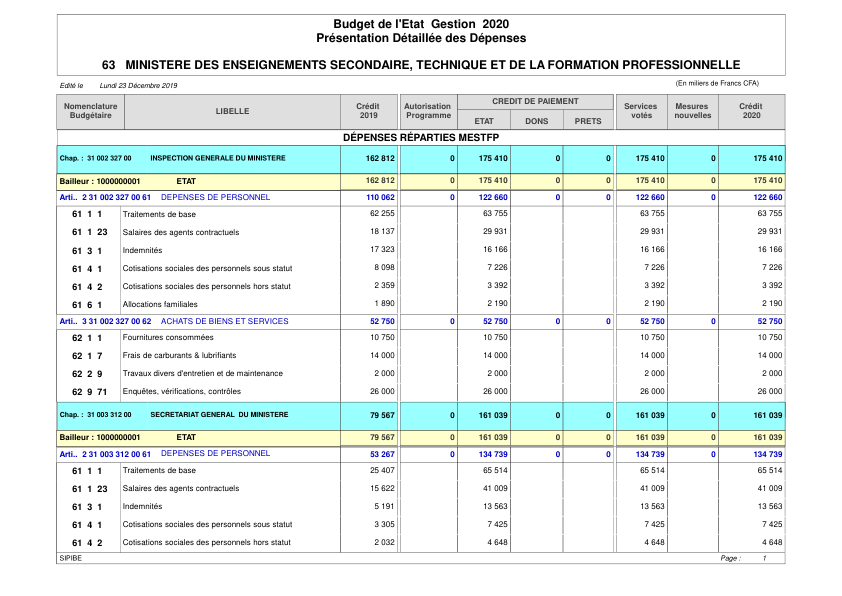 Budget de l'Etat Gestion 2020
Présentation Détaillée des Dépenses
63 MINISTERE DES ENSEIGNEMENTS SECONDAIRE, TECHNIQUE ET DE LA FORMATION PROFESSIONNELLE
Edité le Lundi 23 Décembre 2019 (En miliers de Francs CFA)
Nomenclature Budgétaire LIBELLE Crédit 2019 Autorisation Programme CREDIT DE PAIEMENT ETAT DONS PRETS Services votés Mesures nouvelles Crédit 2020
DÉPENSES RÉPARTIES MESTFP
Chap. : 31 002 327 00 INSPECTION GENERALE DU MINISTERE 162 812 0 175 410 0 0 175 410 0 175 410
Bailleur : 1000000001 ETAT 162 812 0 175 410 0 0 175 410 0 175 410
Arti.. 2 31 002 327 00 61 DEPENSES DE PERSONNEL 110 062 0 122 660 0 0 122 660 0 122 660
61 1 1 Traitements de base 62 255 63 755 63 755 63 755
61 1 23 Salaires des agents contractuels 18 137 29 931 29 931 29 931
61 3 1 Indemnités 17 323 16 166 16 166 16 166
61 4 1 Cotisations sociales des personnels sous statut 8 098 7 226 7 226 7 226
61 4 2 Cotisations sociales des personnels hors statut 2 359 3 392 3 392 3 392
61 6 1 Allocations familiales 1 890 2 190 2 190 2 190
Arti.. 3 31 002 327 00 62 ACHATS DE BIENS ET SERVICES 52 750 0 52 750 0 0 52 750 0 52 750
62 1 1 Fournitures consommées 10 750 10 750 10 750 10 750
62 1 7 Frais de carburants & lubrifiants 14 000 14 000 14 000 14 000
62 2 9 Travaux divers d'entretien et de maintenance 2 000 2 000 2 000 2 000
62 9 71 Enquêtes, vérifications, contrôles 26 000 26 000 26 000 26 000
Chap. : 31 003 312 00 SECRETARIAT GENERAL DU MINISTERE 79 567 0 161 039 0 0 161 039 0 161 039
Bailleur : 1000000001 ETAT 79 567 0 161 039 0 0 161 039 0 161 039
Arti.. 2 31 003 312 00 61 DEPENSES DE PERSONNEL 53 267 0 134 739 0 0 134 739 0 134 739
61 1 1 Traitements de base 25 407 65 514 65 514 65 514
61 1 23 Salaires des agents contractuels 15 622 41 009 41 009 41 009
61 3 1 Indemnités 5 191 13 563 13 563 13 563
61 4 1 Cotisations sociales des personnels sous statut 3 305 7 425 7 425 7 425
61 4 2 Cotisations sociales des personnels hors statut 2 032 4 648 4 648 4 648
SIPIBE Page : 1